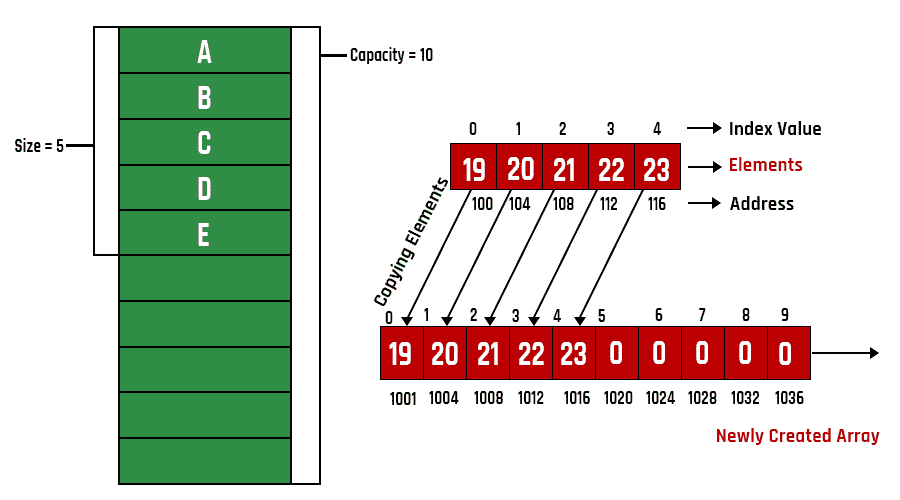 A
B
C
D
E
Size = 5
Capacity = 10
0 1 2 3 4 Index Value
19 20 21 22 23 Elements
100 104 108 112 116 Address
Copying Elements
0 1 2 3 4 5 6 7 8 9
19 20 21 22 23 0 0 0 0 0
1001 1004 1008 1012 1016 1020 1024 1028 1032 1036
Newly Created Array